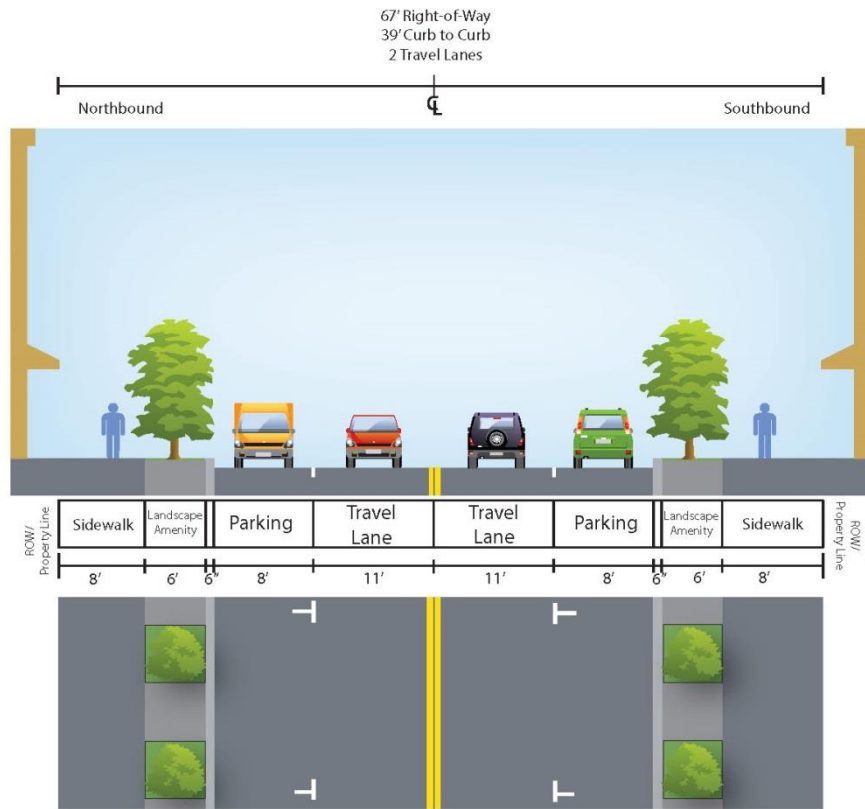 67' Right-of-Way
39' Curb to Curb
2 Travel Lanes
Northbound
℄
Southbound
ROW/
Property Line
Sidewalk
Landscape
Amenity
Parking
Travel
Lane
Travel
Lane
Parking
Landscape
Amenity
Sidewalk
ROW/
Property Line
8' 6' 6" 8' 11' 11' 8' 6" 6' 8'